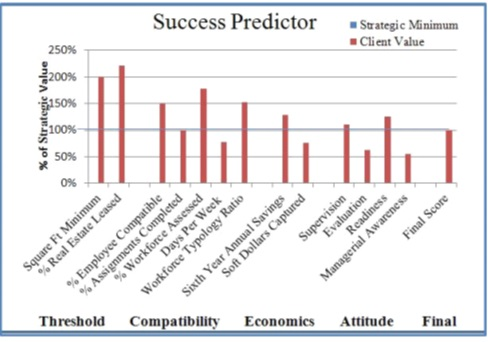 Success Predictor
Strategic Minimum
Client Value
% of Strategic Value
250%
200%
150%
100%
50%
0%
Square Ft Minimum
% Real Estate Leased
% Employee Compatible
% Assignments Completed
% Workforce Assessed
Days Per Week
Workforce Typology Ratio
Sixth Year Annual Savings
Soft Dollars Captured
Supervision
Evaluation
Readiness
Managerial Awareness
Final Score
Threshold Compatibility Economics Attitude Final